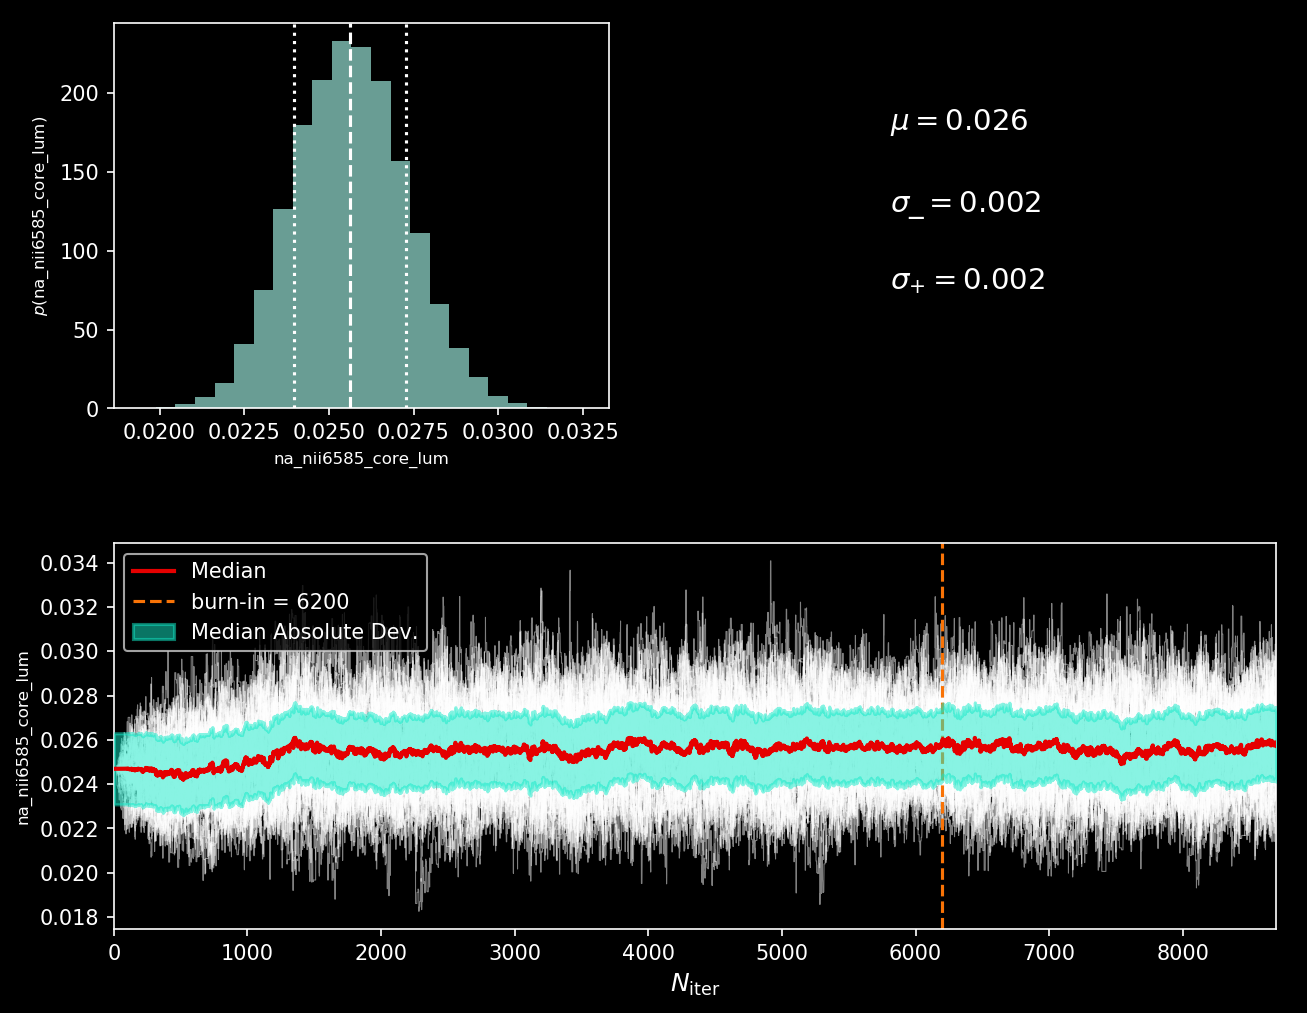 200
150
100
50
0
p(na_nii6585_core_lum)
0.0200 0.0225 0.0250 0.0275 0.0300 0.0325
na_nii6585_core_lum
μ = 0.026
σ₋ = 0.002
σ₊ = 0.002
0.034
0.032
0.030
0.028
0.026
0.024
0.022
0.020
0.018
na_nii6585_core_lum
Median
burn-in = 6200
Median Absolute Dev.
0 1000 2000 3000 4000 5000 6000 7000 8000
N_iter